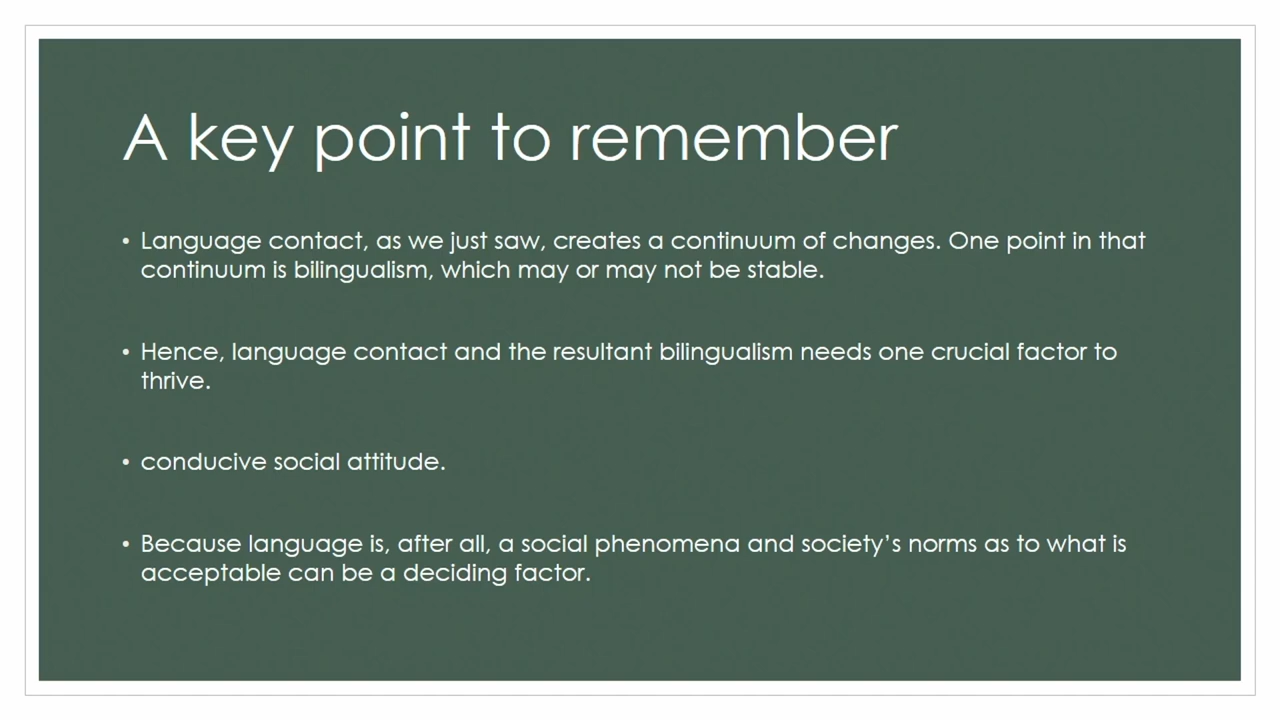 A key point to remember
• Language contact, as we just saw, creates a continuum of changes. One point in that
continuum is bilingualism, which may or may not be stable.
• Hence, language contact and the resultant bilingualism needs one crucial factor to
thrive.
• conducive social attitude.
• Because language is, after all, a social phenomena and society’s norms as to what is
acceptable can be a deciding factor.